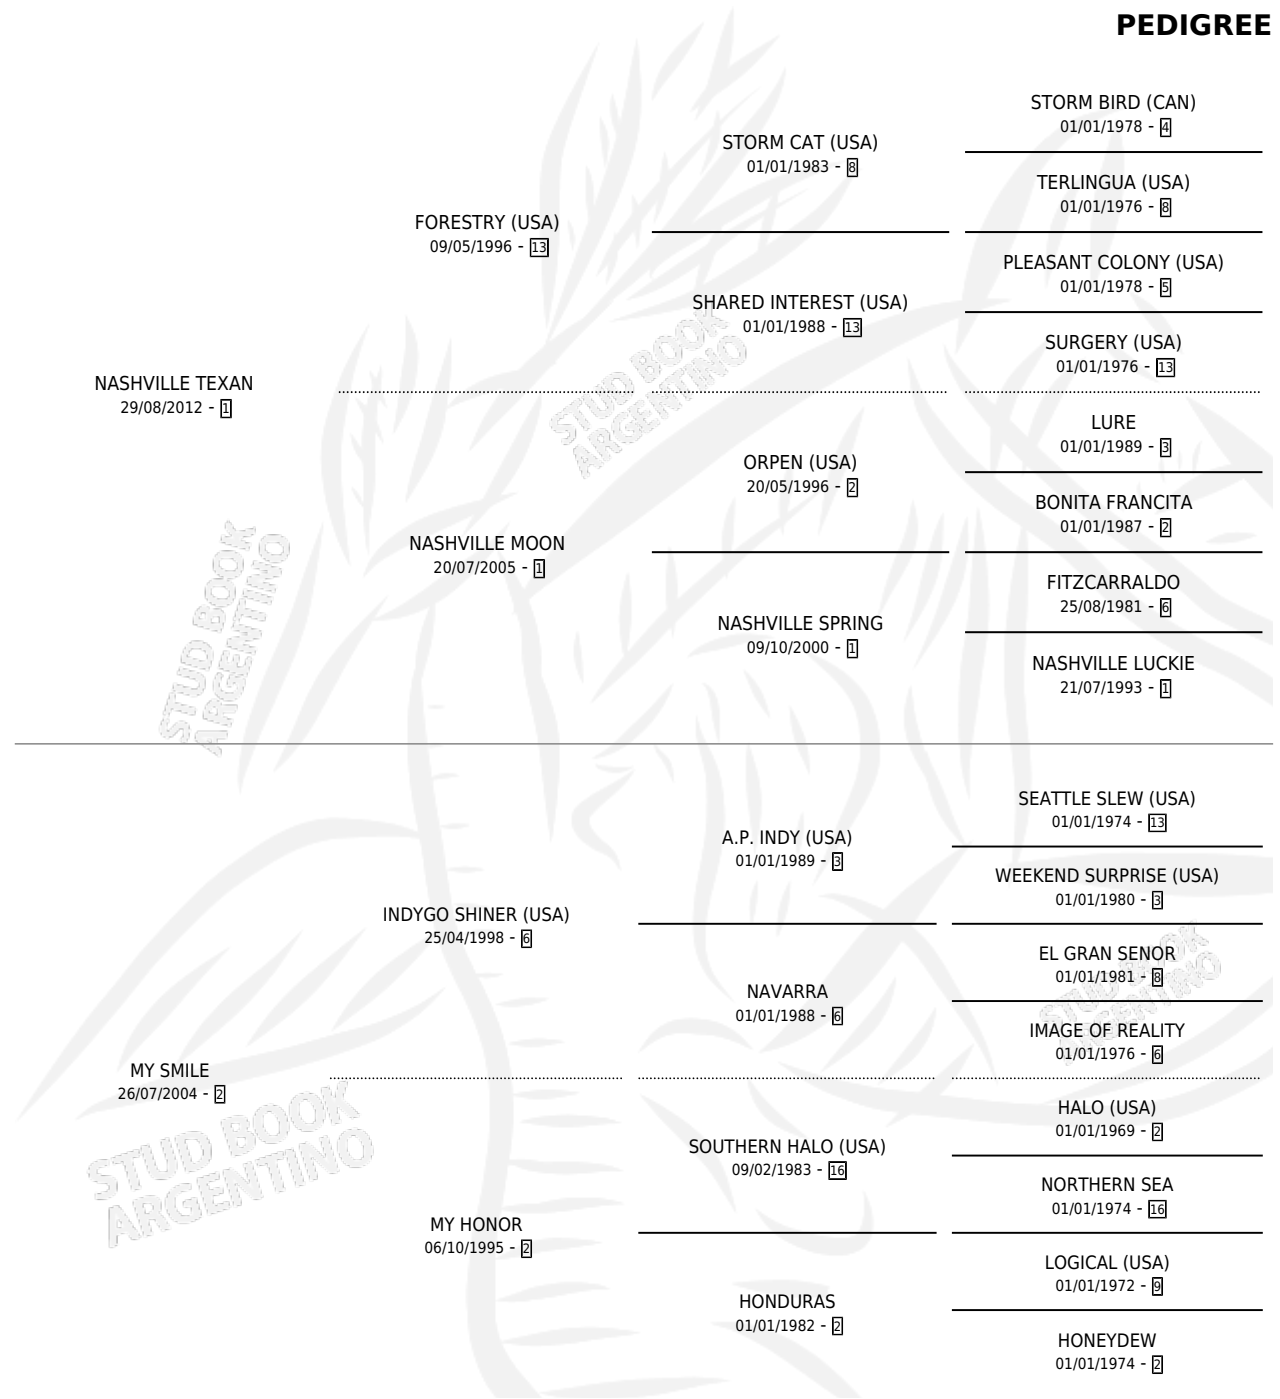 PEDIGREE
STORM BIRD (CAN)
01/01/1978 - 4
STORM CAT (USA)
01/01/1983 - 8
TERLINGUA (USA)
01/01/1976 - 8
FORESTRY (USA)
09/05/1996 - 13
PLEASANT COLONY (USA)
01/01/1978 - 5
SHARED INTEREST (USA)
01/01/1988 - 13
SURGERY (USA)
01/01/1976 - 13
NASHVILLE TEXAN
29/08/2012 - 1
LURE
01/01/1989 - 3
ORPEN (USA)
20/05/1996 - 2
BONITA FRANCITA
01/01/1987 - 2
NASHVILLE MOON
20/07/2005 - 1
FITZCARRALDO
25/08/1981 - 6
NASHVILLE SPRING
09/10/2000 - 1
NASHVILLE LUCKIE
21/07/1993 - 1
SEATTLE SLEW (USA)
01/01/1974 - 13
A.P. INDY (USA)
01/01/1989 - 3
WEEKEND SURPRISE (USA)
01/01/1980 - 3
INDYGO SHINER (USA)
25/04/1998 - 6
EL GRAN SENOR
01/01/1981 - 8
NAVARRA
01/01/1988 - 6
IMAGE OF REALITY
01/01/1976 - 6
MY SMILE
26/07/2004 - 2
HALO (USA)
01/01/1969 - 2
SOUTHERN HALO (USA)
09/02/1983 - 16
NORTHERN SEA
01/01/1974 - 16
MY HONOR
06/10/1995 - 2
LOGICAL (USA)
01/01/1972 - 9
HONDURAS
01/01/1982 - 2
HONEYDEW
01/01/1974 - 2
STUD BOOK
ARGENTINO
STUD BOOK
ARGENTINO
STUD BOOK
ARGENTINO
STUD BOOK
ARGENTINO